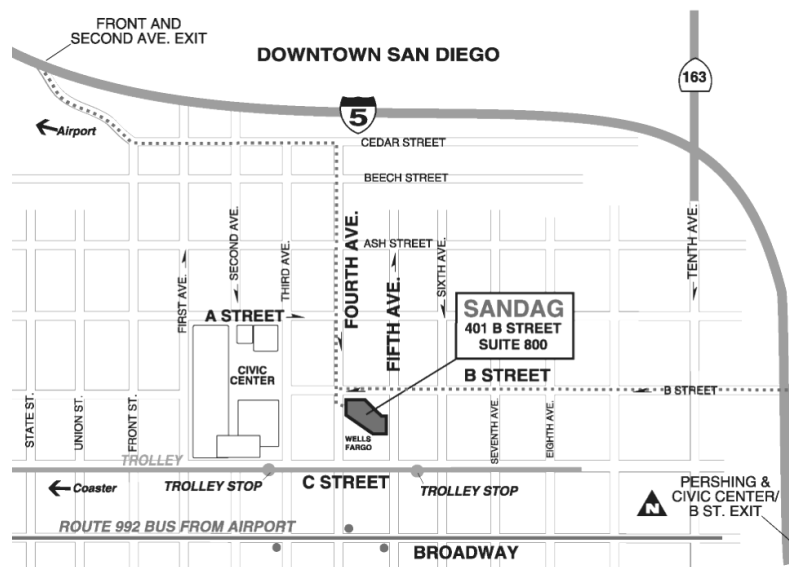 FRONT AND
SECOND AVE. EXIT
DOWNTOWN SAN DIEGO
163
5
Airport
CEDAR STREET
BEECH STREET
ASH STREET
FIRST AVE.
SECOND AVE.
THIRD AVE.
FOURTH AVE.
FIFTH AVE.
SIXTH AVE.
TENTH AVE.
A STREET
SANDAG
401 B STREET
SUITE 800
CIVIC
CENTER
B STREET
B STREET
STATE ST.
UNION ST.
FRONT ST.
WELLS
FARGO
SEVENTH AVE.
EIGHTH AVE.
TROLLEY
Coaster
TROLLEY STOP
C STREET
TROLLEY STOP
N
PERSHING &
CIVIC CENTER/
B ST. EXIT
ROUTE 992 BUS FROM AIRPORT
BROADWAY